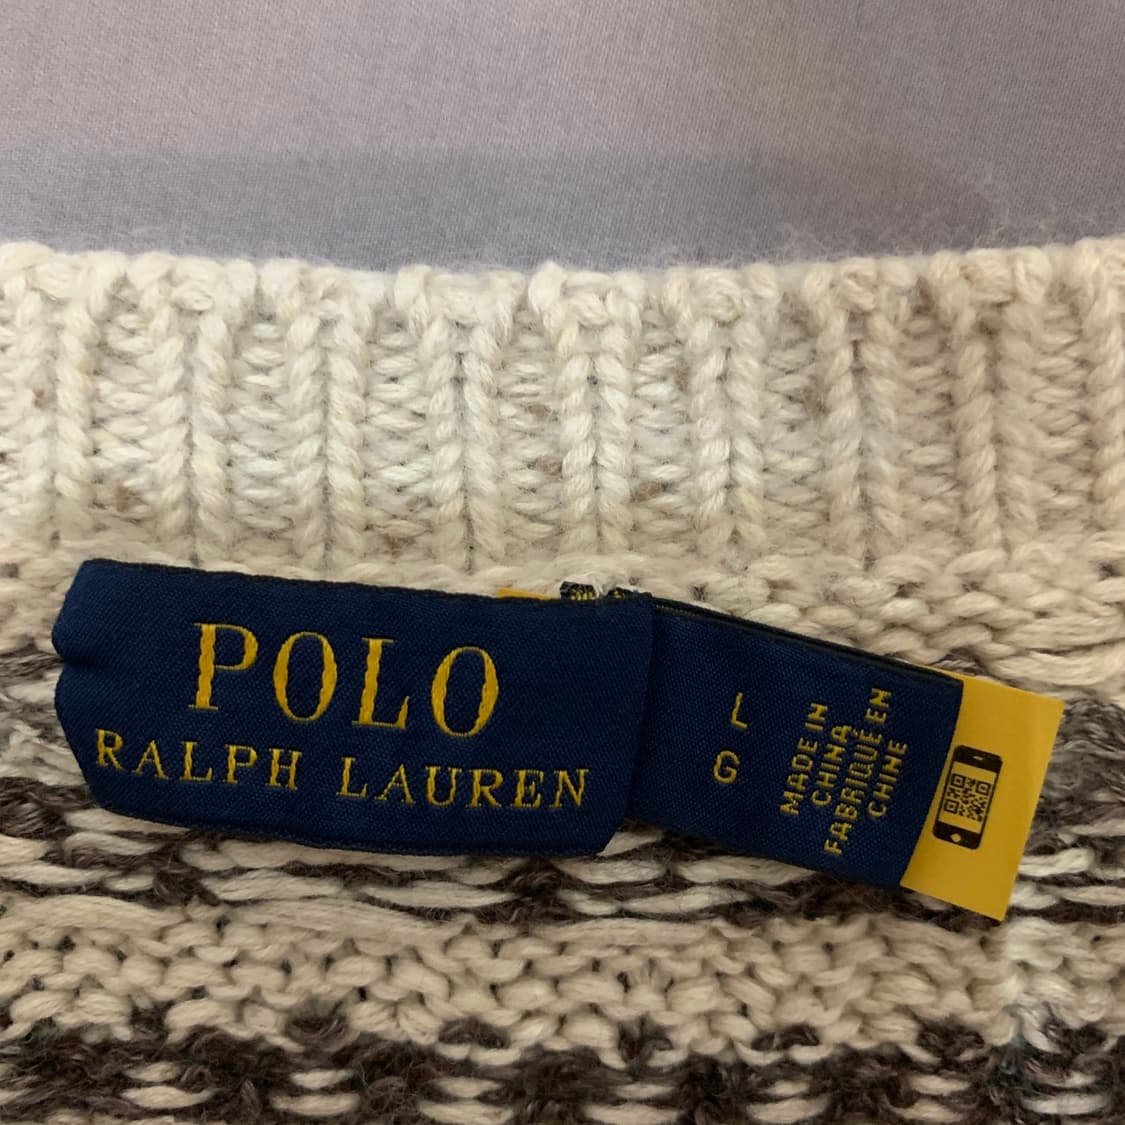 POLO
RALPH LAUREN
L
G
MADE IN
CHINA
FABRIQUÉ EN
CHINE